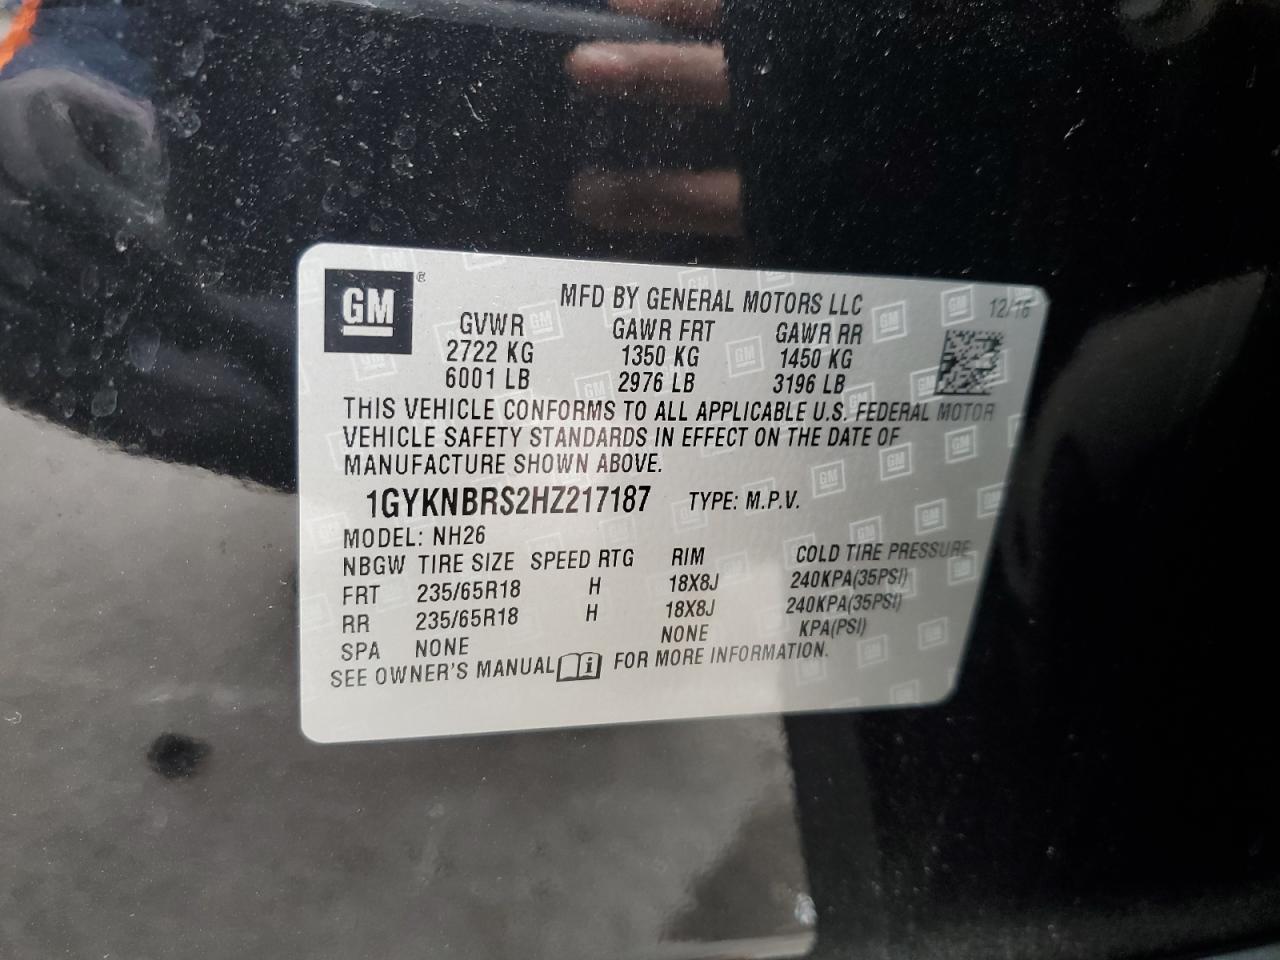 GM ®
MFD BY GENERAL MOTORS LLC
12/16
GVWR GAWR FRT GAWR RR
2722 KG 1350 KG 1450 KG
6001 LB 2976 LB 3196 LB
THIS VEHICLE CONFORMS TO ALL APPLICABLE U.S. FEDERAL MOTOR
VEHICLE SAFETY STANDARDS IN EFFECT ON THE DATE OF
MANUFACTURE SHOWN ABOVE.
1GYKNBRS2HZ217187 TYPE: M.P.V.
MODEL: NH26
NBGW TIRE SIZE SPEED RTG RIM COLD TIRE PRESSURE
FRT 235/65R18 H 18X8J 240KPA(35PSI)
RR 235/65R18 H 18X8J 240KPA(35PSI)
SPA NONE NONE KPA(PSI)
SEE OWNER'S MANUAL i FOR MORE INFORMATION.